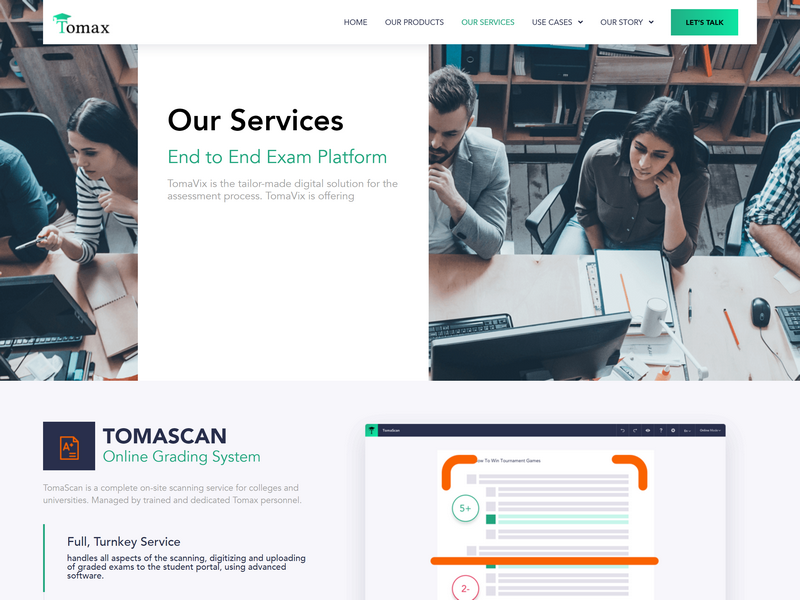 Tomax
HOME OUR PRODUCTS OUR SERVICES USE CASES OUR STORY LET'S TALK
Our Services
End to End Exam Platform
TomaVix is the tailor-made digital solution for the
assessment process. TomaVix is offering
A+
TOMASCAN
Online Grading System
TomaScan is a complete on-site scanning service for colleges and
universities. Managed by trained and dedicated Tomax personnel.
Full, Turnkey Service
handles all aspects of the scanning, digitizing and uploading
of graded exams to the student portal, using advanced
software.
TomaScan
To Win Tournament Games
5+
2-